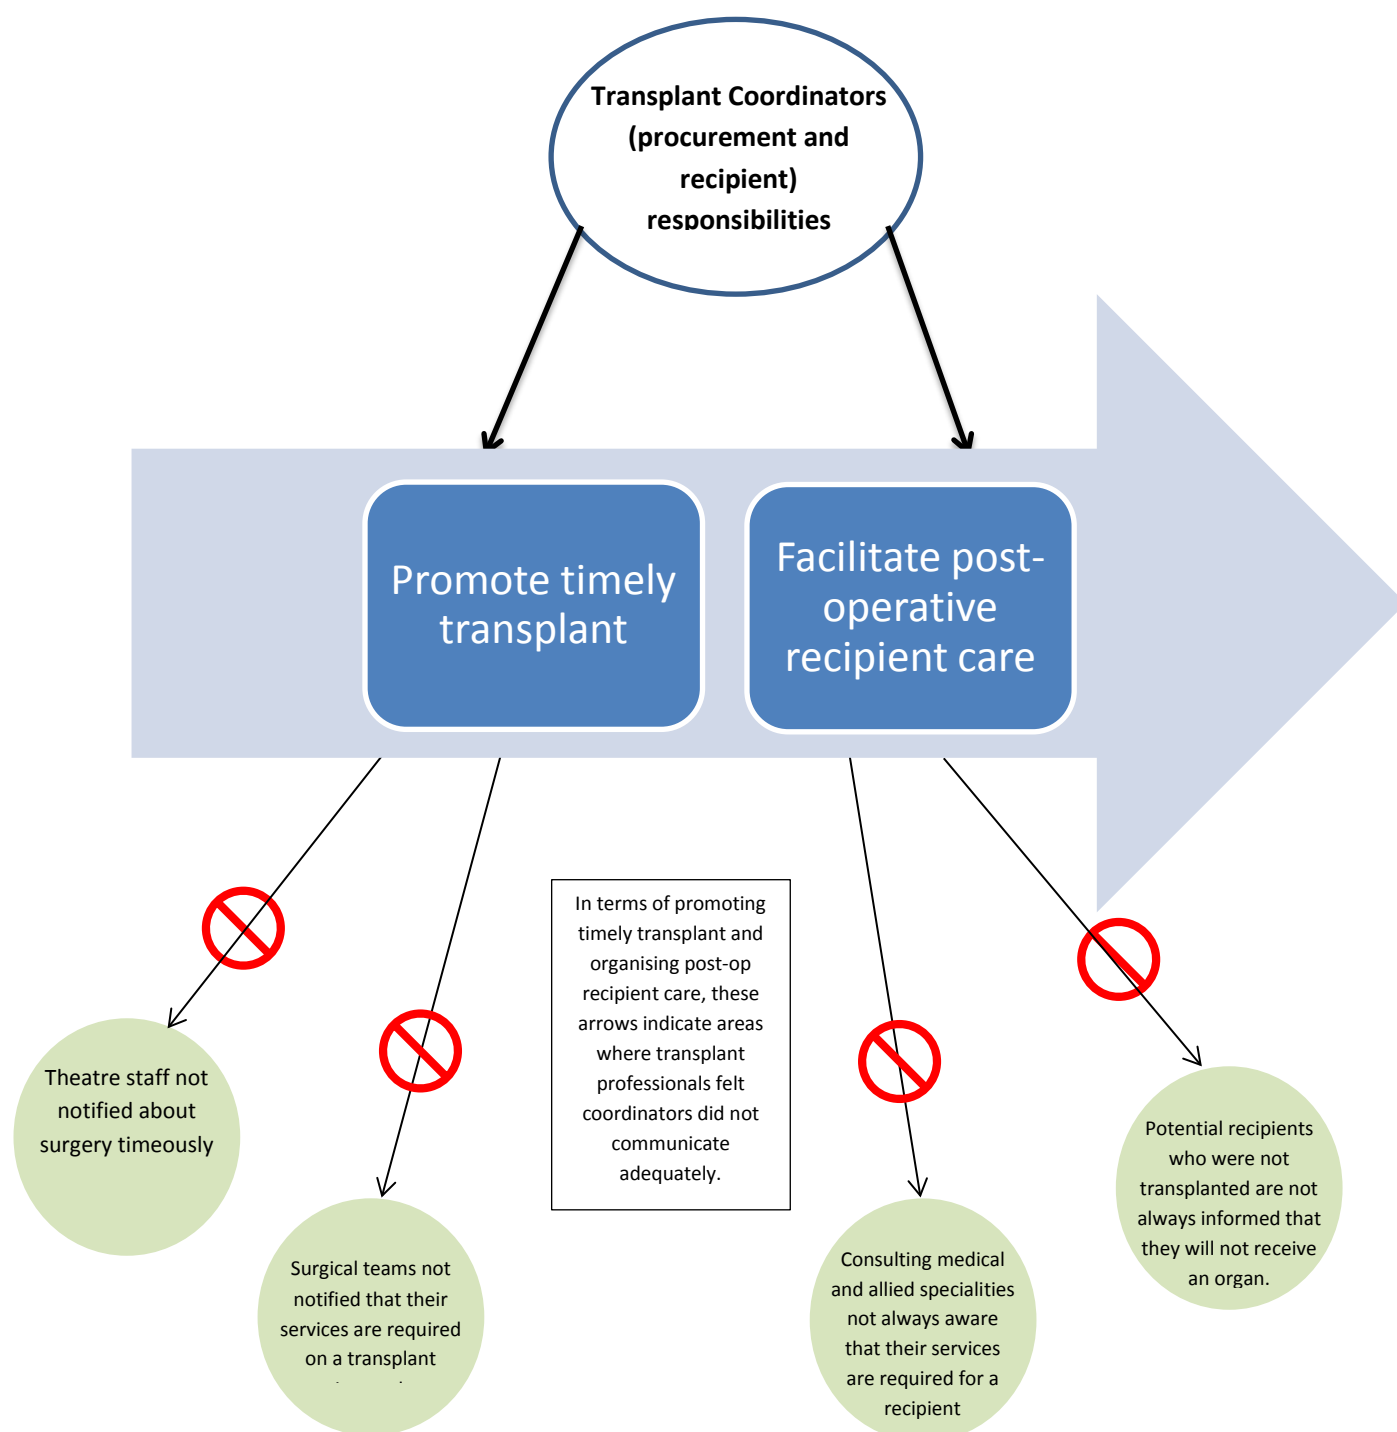 Transplant Coordinators
(procurement and
recipient)
responsibilities
Promote timely
transplant
Facilitate post-
operative
recipient care
In terms of promoting
timely transplant and
organising post-op
recipient care, these
arrows indicate areas
where transplant
professionals felt
coordinators did not
communicate
adequately.
Theatre staff not
notified about
surgery timeously
Surgical teams not
notified that their
services are required
on a transplant
Consulting medical
and allied specialities
not always aware
that their services
are required for a
recipient
Potential recipients
who were not
transplanted are not
always informed that
they will not receive
an organ.